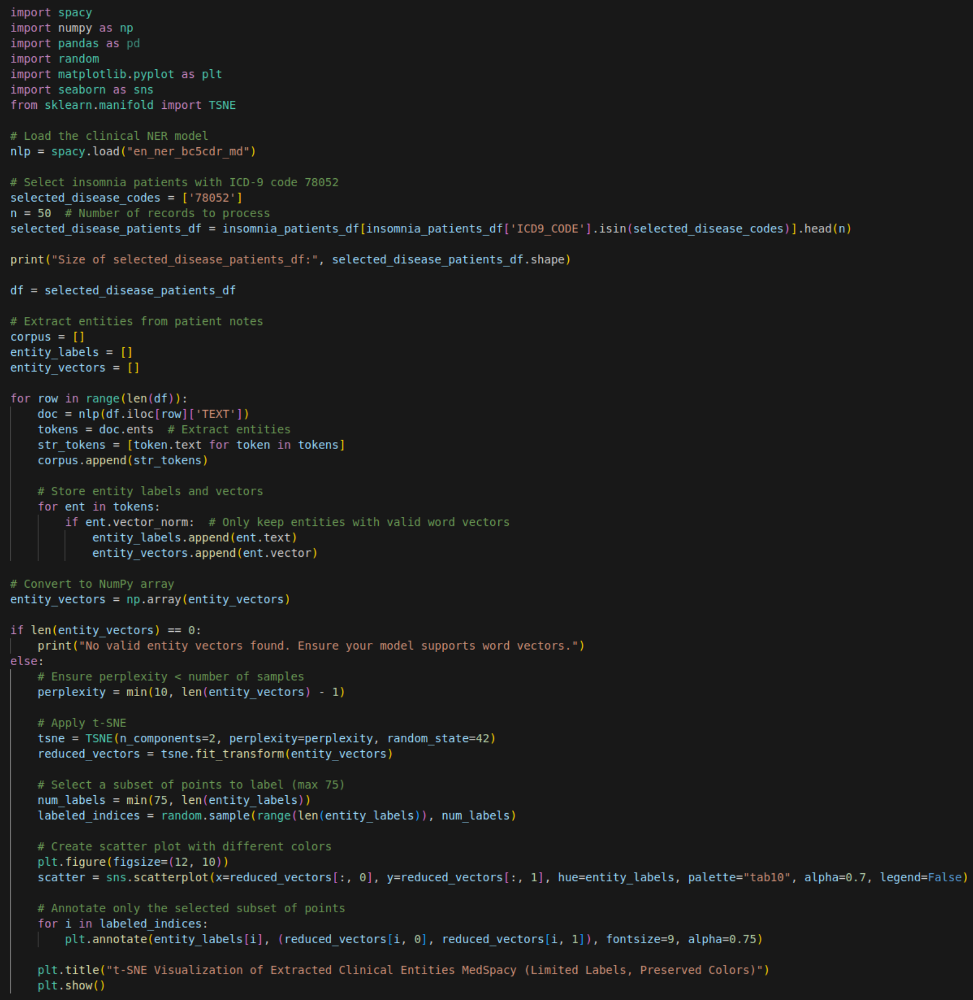 import spacy
import numpy as np
import pandas as pd
import random
import matplotlib.pyplot as plt
import seaborn as sns
from sklearn.manifold import TSNE

# Load the clinical NER model
nlp = spacy.load("en_ner_bc5cdr_md")

# Select insomnia patients with ICD-9 code 78052
selected_disease_codes = ['78052']
n = 50  # Number of records to process
selected_disease_patients_df = insomnia_patients_df[insomnia_patients_df['ICD9_CODE'].isin(selected_disease_codes)].head(n)

print("Size of selected_disease_patients_df:", selected_disease_patients_df.shape)

df = selected_disease_patients_df

# Extract entities from patient notes
corpus = []
entity_labels = []
entity_vectors = []

for row in range(len(df)):
    doc = nlp(df.iloc[row]['TEXT'])
    tokens = doc.ents  # Extract entities
    str_tokens = [token.text for token in tokens]
    corpus.append(str_tokens)

    # Store entity labels and vectors
    for ent in tokens:
        if ent.vector_norm:  # Only keep entities with valid word vectors
            entity_labels.append(ent.text)
            entity_vectors.append(ent.vector)

# Convert to NumPy array
entity_vectors = np.array(entity_vectors)

if len(entity_vectors) == 0:
    print("No valid entity vectors found. Ensure your model supports word vectors.")
else:
    # Ensure perplexity < number of samples
    perplexity = min(10, len(entity_vectors) - 1)

    # Apply t-SNE
    tsne = TSNE(n_components=2, perplexity=perplexity, random_state=42)
    reduced_vectors = tsne.fit_transform(entity_vectors)

    # Select a subset of points to label (max 75)
    num_labels = min(75, len(entity_labels))
    labeled_indices = random.sample(range(len(entity_labels)), num_labels)

    # Create scatter plot with different colors
    plt.figure(figsize=(12, 10))
    scatter = sns.scatterplot(x=reduced_vectors[:, 0], y=reduced_vectors[:, 1], hue=entity_labels, palette="tab10", alpha=0.7, legend=False)

    # Annotate only the selected subset of points
    for i in labeled_indices:
        plt.annotate(entity_labels[i], (reduced_vectors[i, 0], reduced_vectors[i, 1]), fontsize=9, alpha=0.75)

    plt.title("t-SNE Visualization of Extracted Clinical Entities MedSpacy (Limited Labels, Preserved Colors)")
    plt.show()